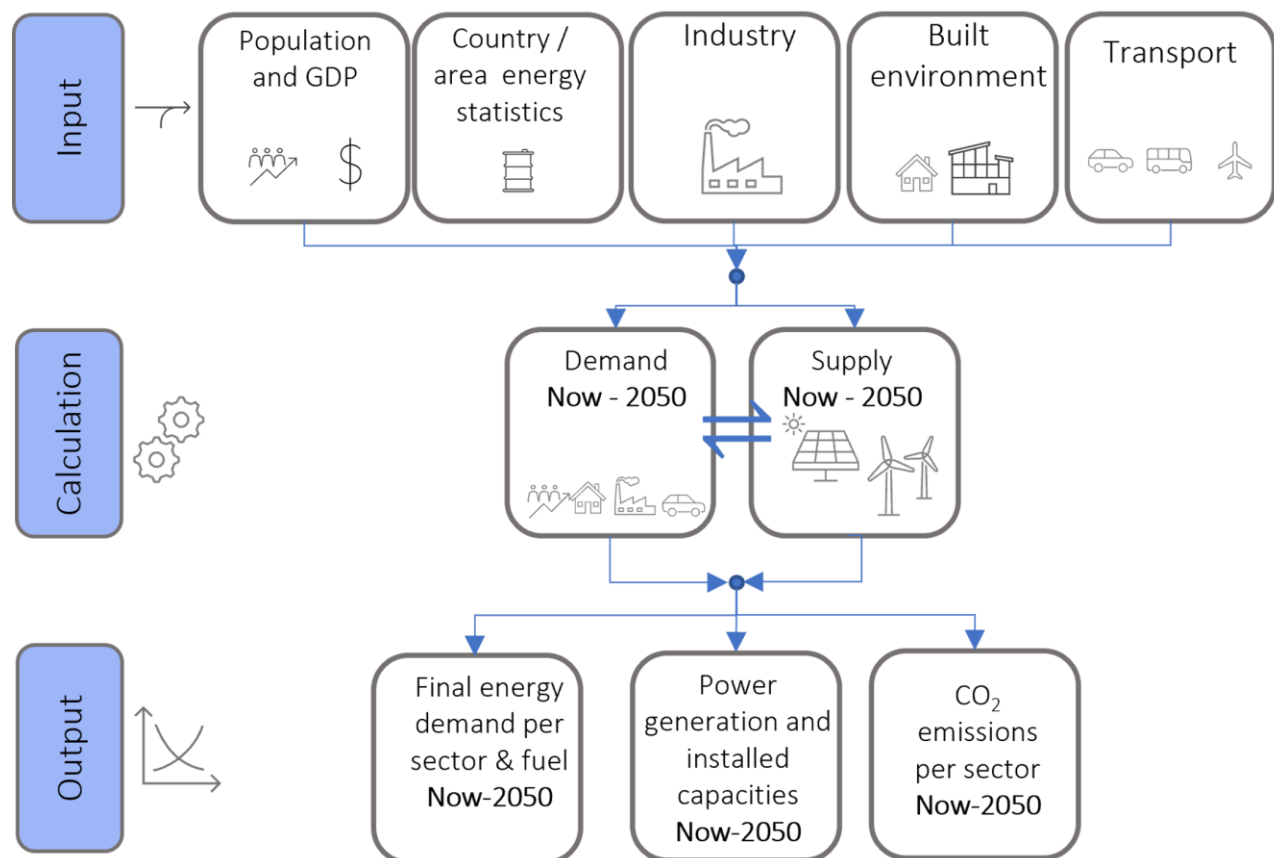 Input
Population
and GDP
$
Country /
area energy
statistics
Industry
Built
environment
Transport
Calculation
Demand
Now - 2050
Supply
Now - 2050
Output
Final energy
demand per
sector & fuel
Now-2050
Power
generation and
installed
capacities
Now-2050
CO₂
emissions
per sector
Now-2050